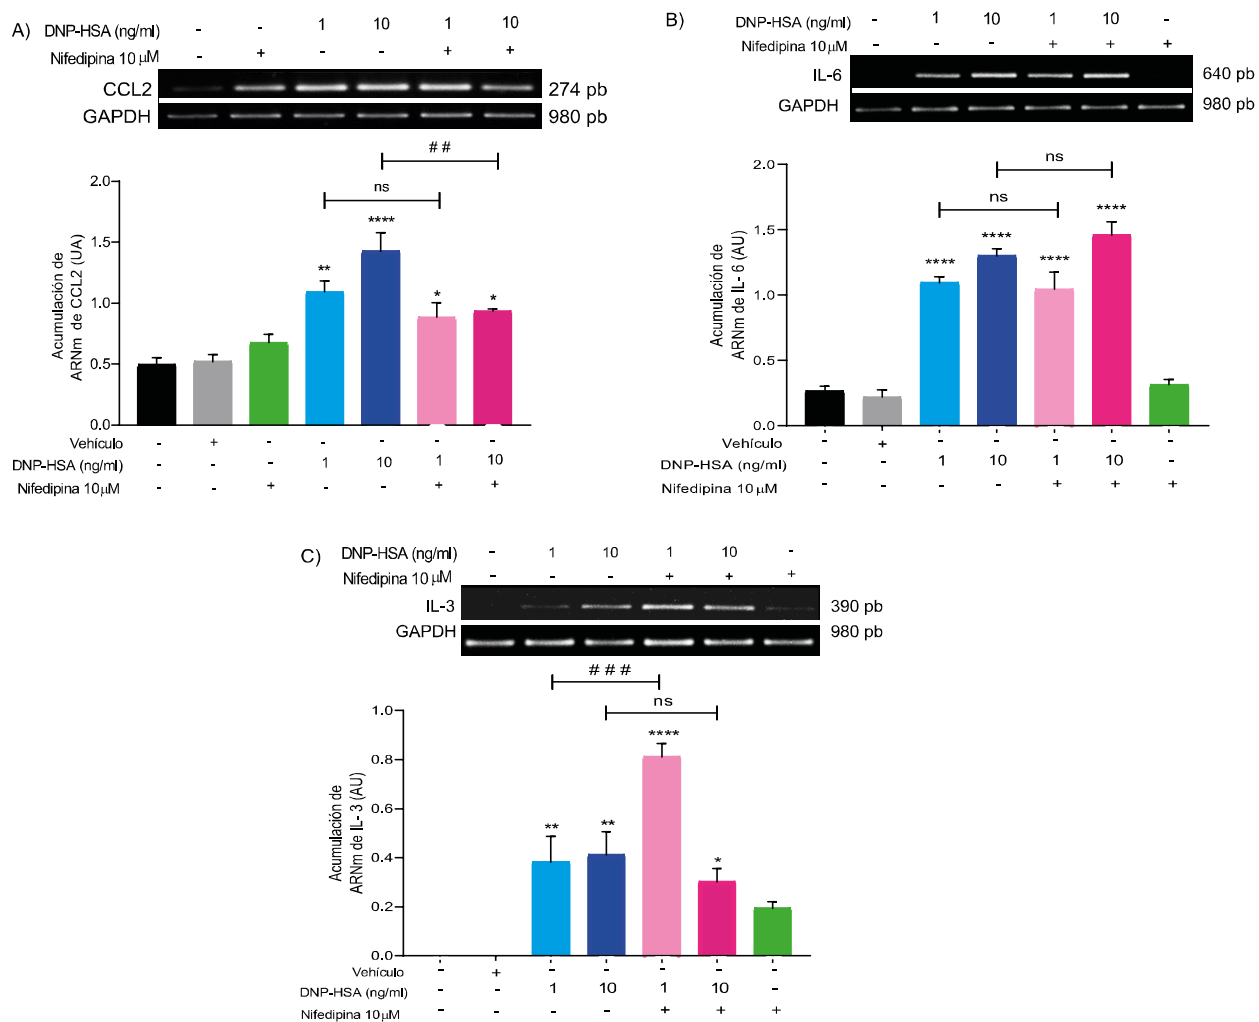 A)
DNP-HSA (ng/ml) - - 1 10 1 10
Nifedipina 10 μM - + - - + +
CCL2 274 pb
GAPDH 980 pb
# #
ns
****
**
*
*
2.0
1.5
1.0
0.5
0.0
Acumulación de
ARNm de CCL2 (UA)
Vehículo - + - - - - -
DNP-HSA (ng/ml) - - - 1 10 1 10
Nifedipina 10 μM - - + - - + +
B)
DNP-HSA (ng/ml) - 1 10 1 10 -
Nifedipina 10 μM - - - + + +
IL-6 640 pb
GAPDH 980 pb
ns
ns
****
****
****
****
2.0
1.5
1.0
0.5
0.0
Acumulación de
ARNm de IL- 6 (AU)
Vehículo - + - - - - -
DNP-HSA (ng/ml) - - 1 10 1 10 -
Nifedipina 10 μM - - - - + + +
C)
DNP-HSA (ng/ml) - 1 10 1 10 -
Nifedipina 10 μM - - - + + +
IL-3 390 pb
GAPDH 980 pb
# # #
ns
****
**
**
*
1.0
0.8
0.6
0.4
0.2
0.0
Acumulación de
ARNm de IL- 3 (AU)
Vehículo - + - - - - -
DNP-HSA (ng/ml) - - 1 10 1 10 -
Nifedipina 10 μM - - - - + + +